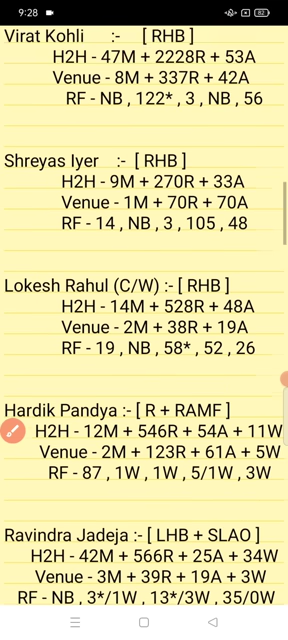 9:28
82
Virat Kohli :- [ RHB ]
H2H - 47M + 2228R + 53A
Venue - 8M + 337R + 42A
RF - NB, 122* , 3 , NB , 56
Shreyas Iyer :- [ RHB ]
H2H - 9M + 270R + 33A
Venue - 1M + 70R + 70A
RF - 14 , NB , 3 , 105 , 48
Lokesh Rahul (C/W) :- [ RHB ]
H2H - 14M + 528R + 48A
Venue - 2M + 38R + 19A
RF - 19 , NB , 58* , 52 , 26
Hardik Pandya :- [ R + RAMF ]
H2H - 12M + 546R + 54A + 11W
Venue - 2M + 123R + 61A + 5W
RF - 87 , 1W , 1W , 5/1W , 3W
Ravindra Jadeja :- [ LHB + SLAO ]
H2H - 42M + 566R + 25A + 34W
Venue - 3M + 39R + 19A + 3W
RF - NB , 3*/1W , 13*/3W , 35/0W